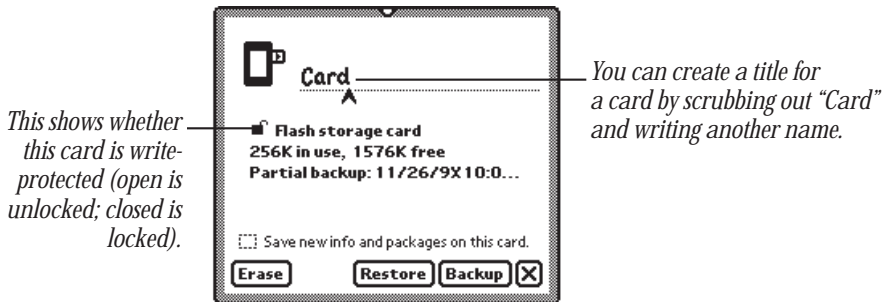 Card
You can create a title for
a card by scrubbing out “Card”
and writing another name.
This shows whether
this card is write-
protected (open is
unlocked; closed is
locked).
Flash storage card
256K in use, 1576K free
Partial backup: 11/26/9X 10:0...
Save new info and packages on this card.
Erase Restore Backup X